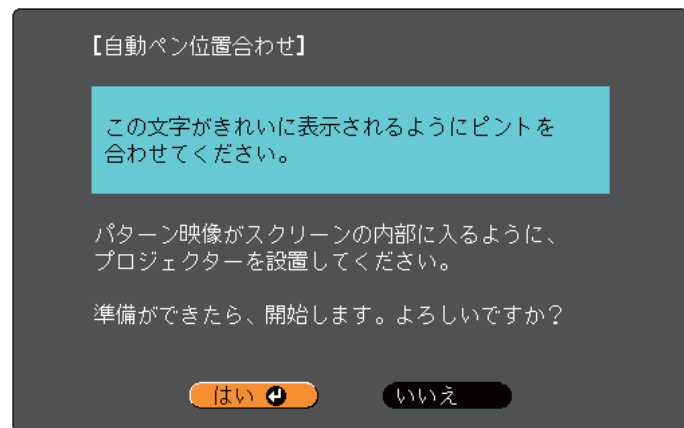 【自動ペン位置合わせ】
この文字がきれいに表示されるようにピントを
合わせてください。
パターン映像がスクリーンの内部に入るように、
プロジェクターを設置してください。
準備ができたら、開始します。よろしいですか？
はい
いいえ